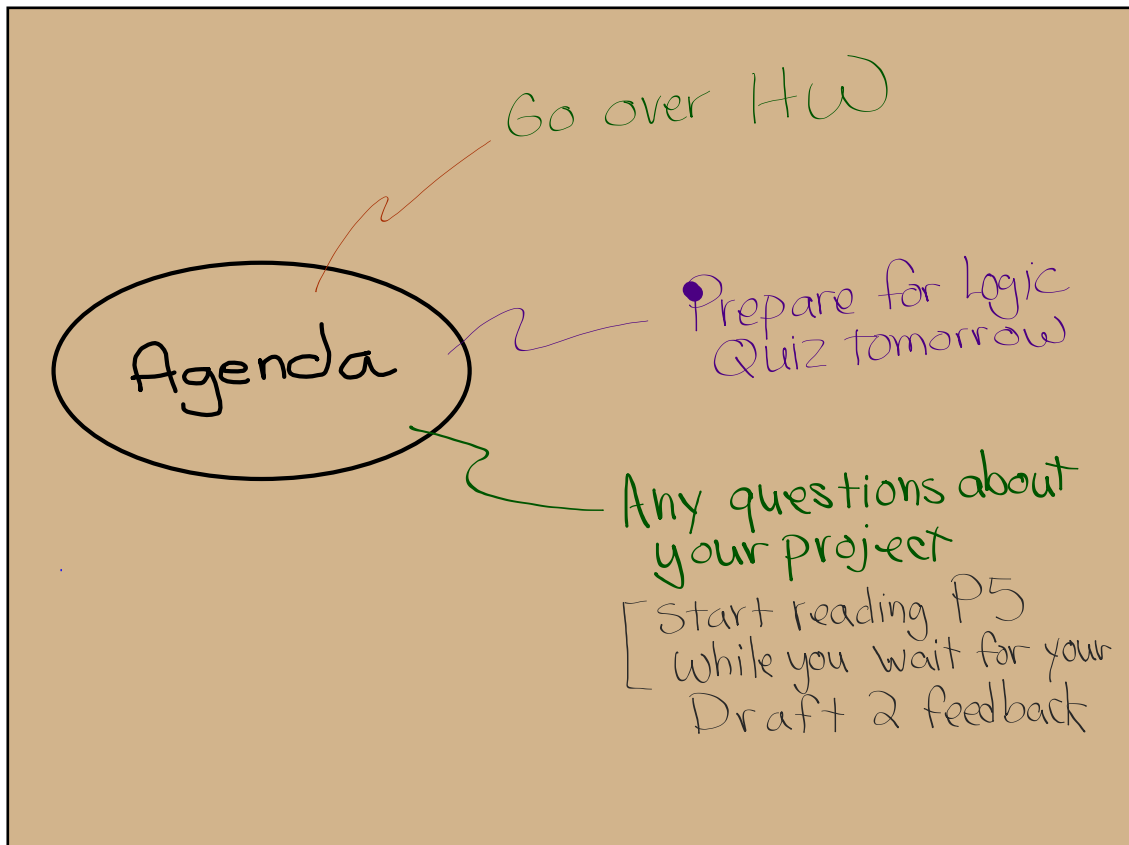 Go over HW
Agenda
Prepare for Logic
Quiz tomorrow
Any questions about
your project
Start reading P5
while you wait for your
Draft 2 feedback